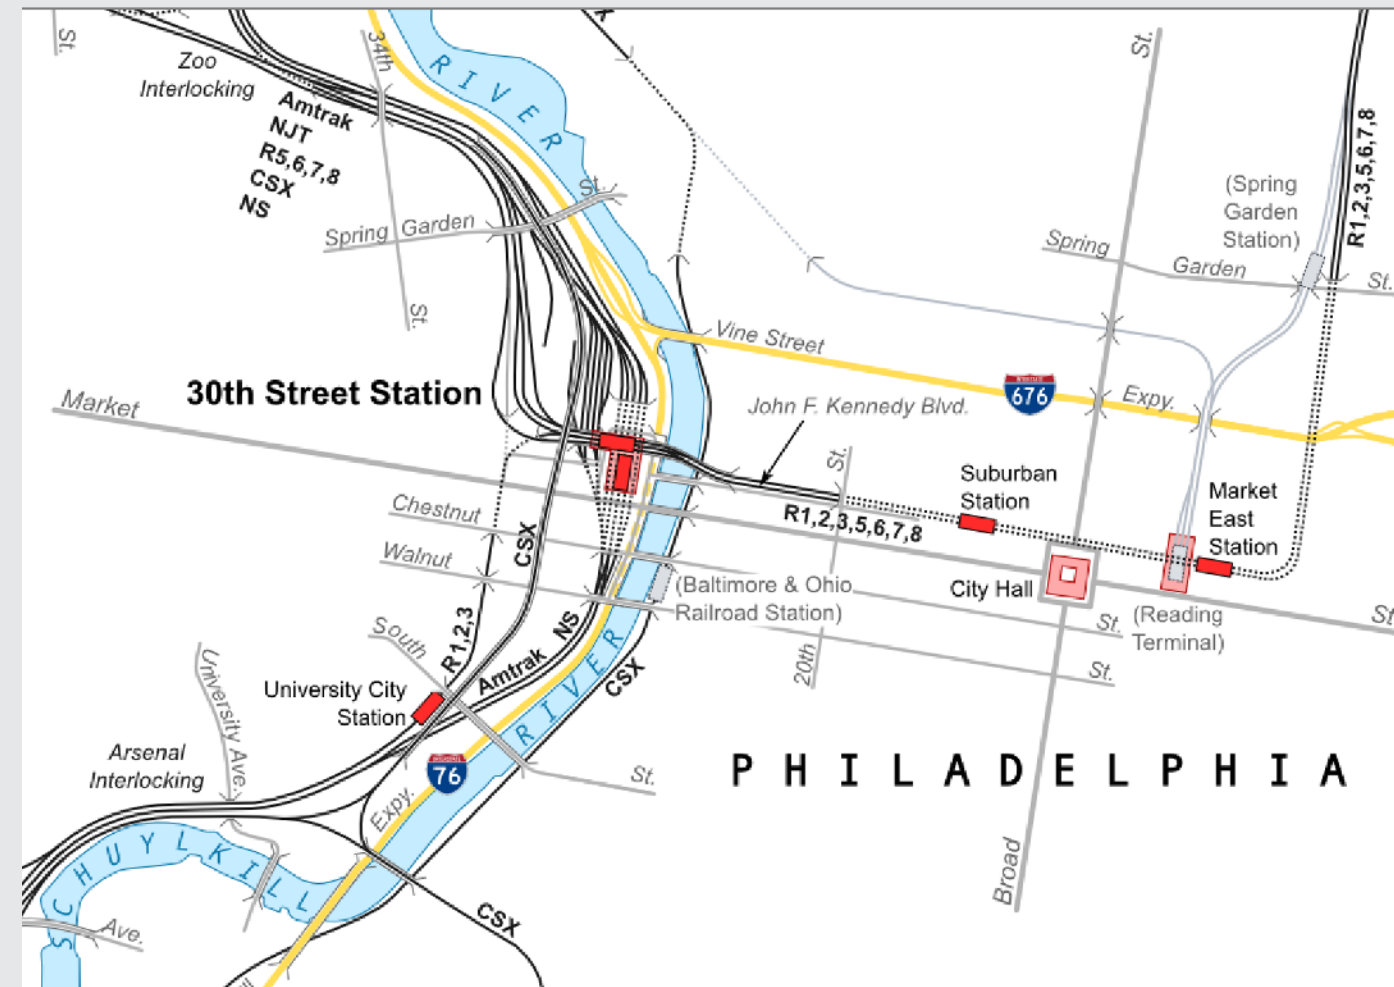 St.
Zoo
Interlocking
34th
RIVER
St.
Amtrak
NJT
R5,6,7,8
CSX
NS
R1,2,3,5,6,7,8
(Spring
Garden
Station)
Spring Garden
St.
St.
Spring
Garden
St.
Vine Street
676
Expy.
30th Street Station
Market
John F. Kennedy Blvd.
St.
Suburban
Station
Market
East
Station
R1,2,3,5,6,7,8
Chestnut
CSX
Walnut
(Baltimore & Ohio
Railroad Station)
City Hall
(Reading
Terminal)
St.
St
St.
20th
R1,2,3
South
NS
Amtrak
RIVER
CSX
University City
Station
University Ave.
Arsenal
Interlocking
76
Expy.
St.
PHILADELPHIA
Broad
SCHUYLKILL
CSX
Ave.